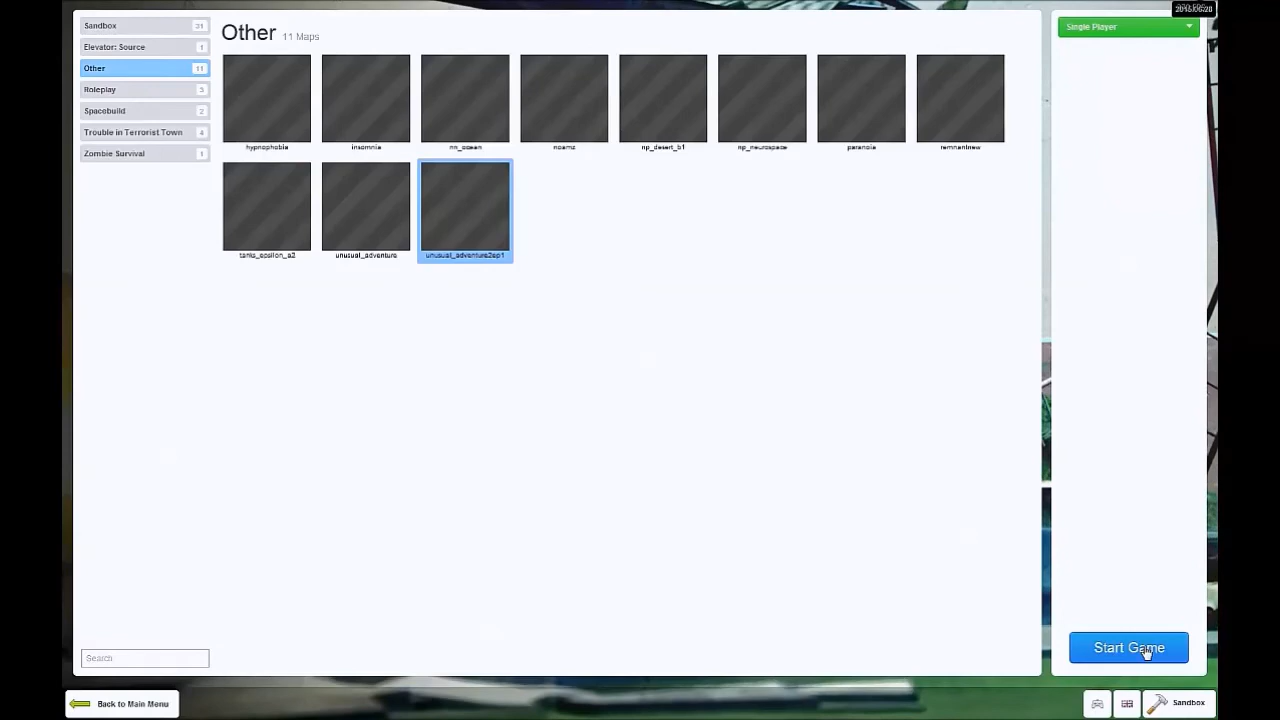 Sandbox 31
Elevator: Source 1
Other 11
Roleplay 3
Spacebuild 2
Trouble in Terrorist Town 4
Zombie Survival 1
Other 11 Maps
hypnophobia insomnia nn_ocean noamz np_desert_b1 np_neurospace paranoia remnantnew
tanks_epsilon_a2 unusual_adventure unusual_adventure2ep1
Single Player
Start Game
Search
Back to Main Menu
Sandbox